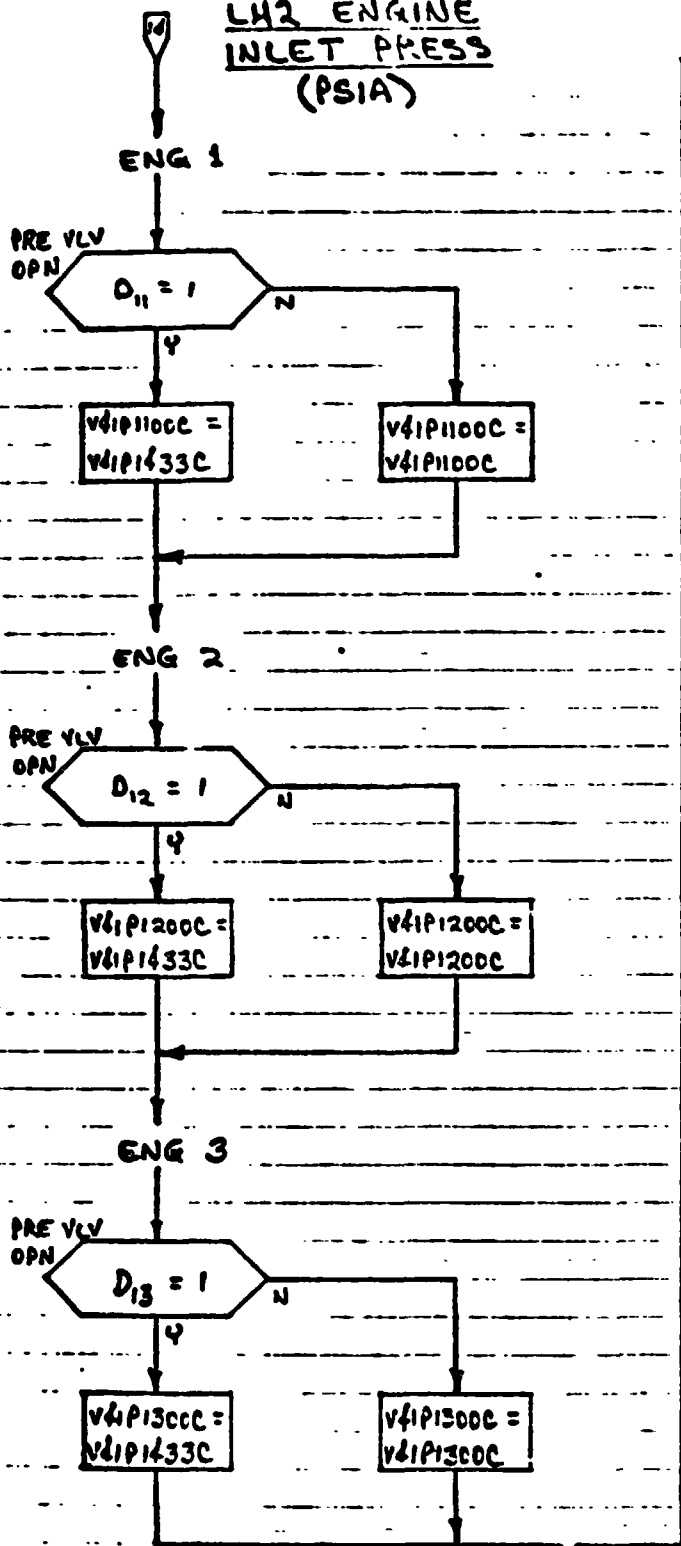 14
LH2 ENGINE
INLET PRESS
(PSIA)
ENG 1
PRE VLV
OPN
D11 = 1
N
Y
V41P1100C =
V41P1433C
V41P1100C =
V41P1100C
ENG 2
PRE VLV
OPN
D12 = 1
N
Y
V41P1200C =
V41P1433C
V41P1200C =
V41P1200C
ENG 3
PRE VLV
OPN
D13 = 1
N
Y
V41P1300C =
V41P1433C
V41P1300C =
V41P1300C